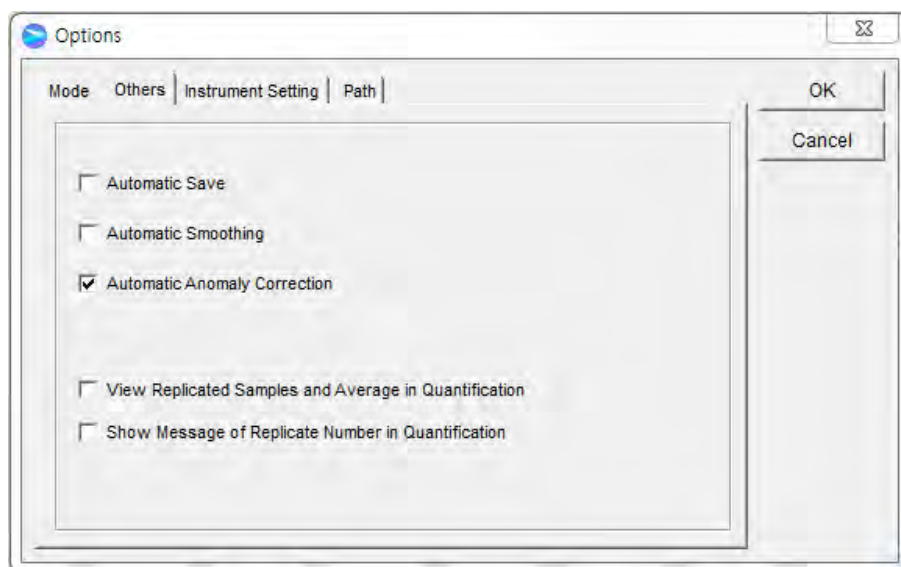 Options
Mode Others Instrument Setting Path
OK
Cancel
Automatic Save
Automatic Smoothing
Automatic Anomaly Correction
View Replicated Samples and Average in Quantification
Show Message of Replicate Number in Quantification